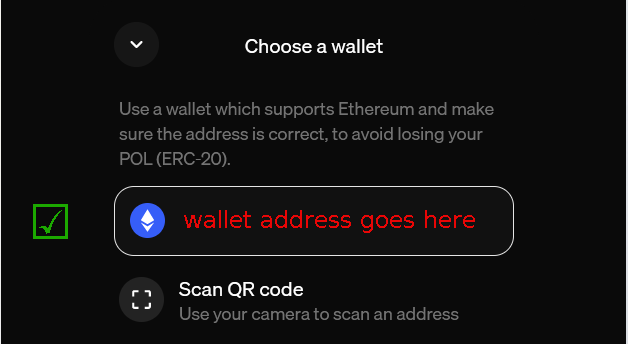 Choose a wallet
Use a wallet which supports Ethereum and make
sure the address is correct, to avoid losing your
POL (ERC-20).
wallet address goes here
Scan QR code
Use your camera to scan an address